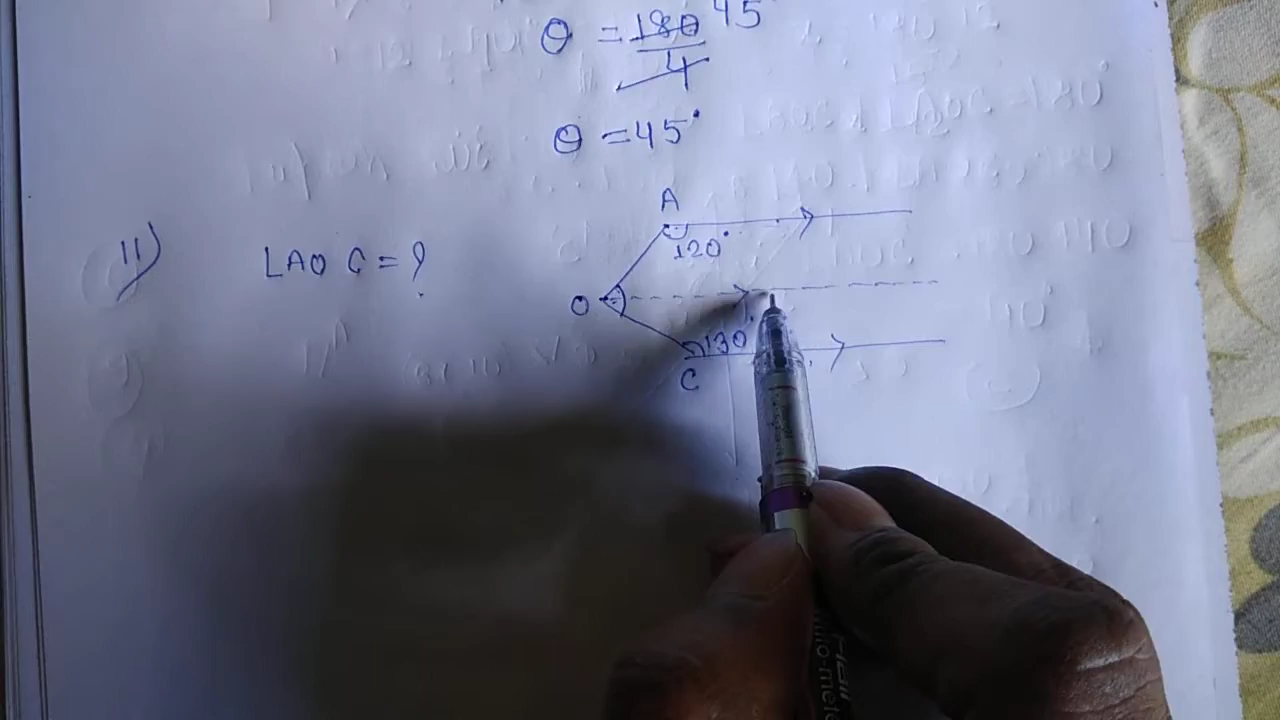 θ = 180 45°
4
θ = 45°
11) ∠AOC = ?
A
120°
O
130°
C